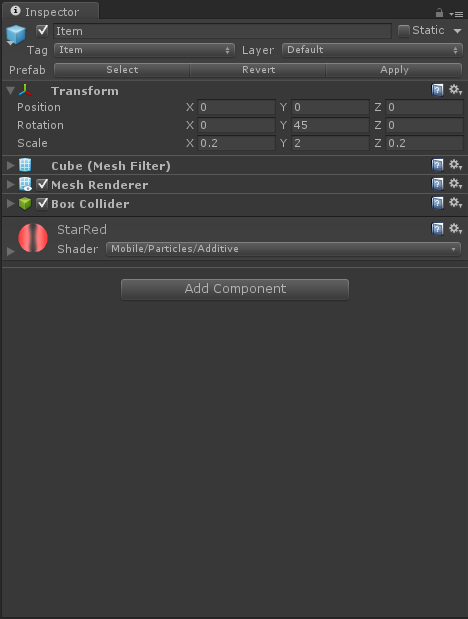 Inspector
Item
Static
Tag Item Layer Default
Prefab Select Revert Apply
Transform
Position X 0 Y 0 Z 0
Rotation X 0 Y 45 Z 0
Scale X 0.2 Y 2 Z 0.2
Cube (Mesh Filter)
Mesh Renderer
Box Collider
StarRed
Shader Mobile/Particles/Additive
Add Component